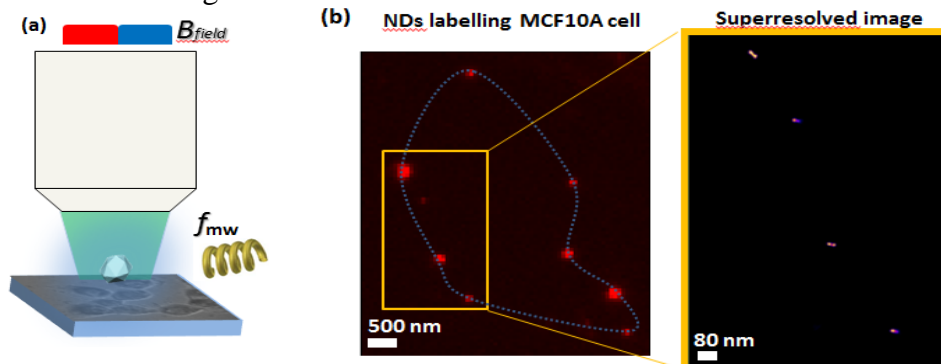 (a)
Bfield
fmw
(b)
NDs labelling MCF10A cell
500 nm
Superresolved image
80 nm